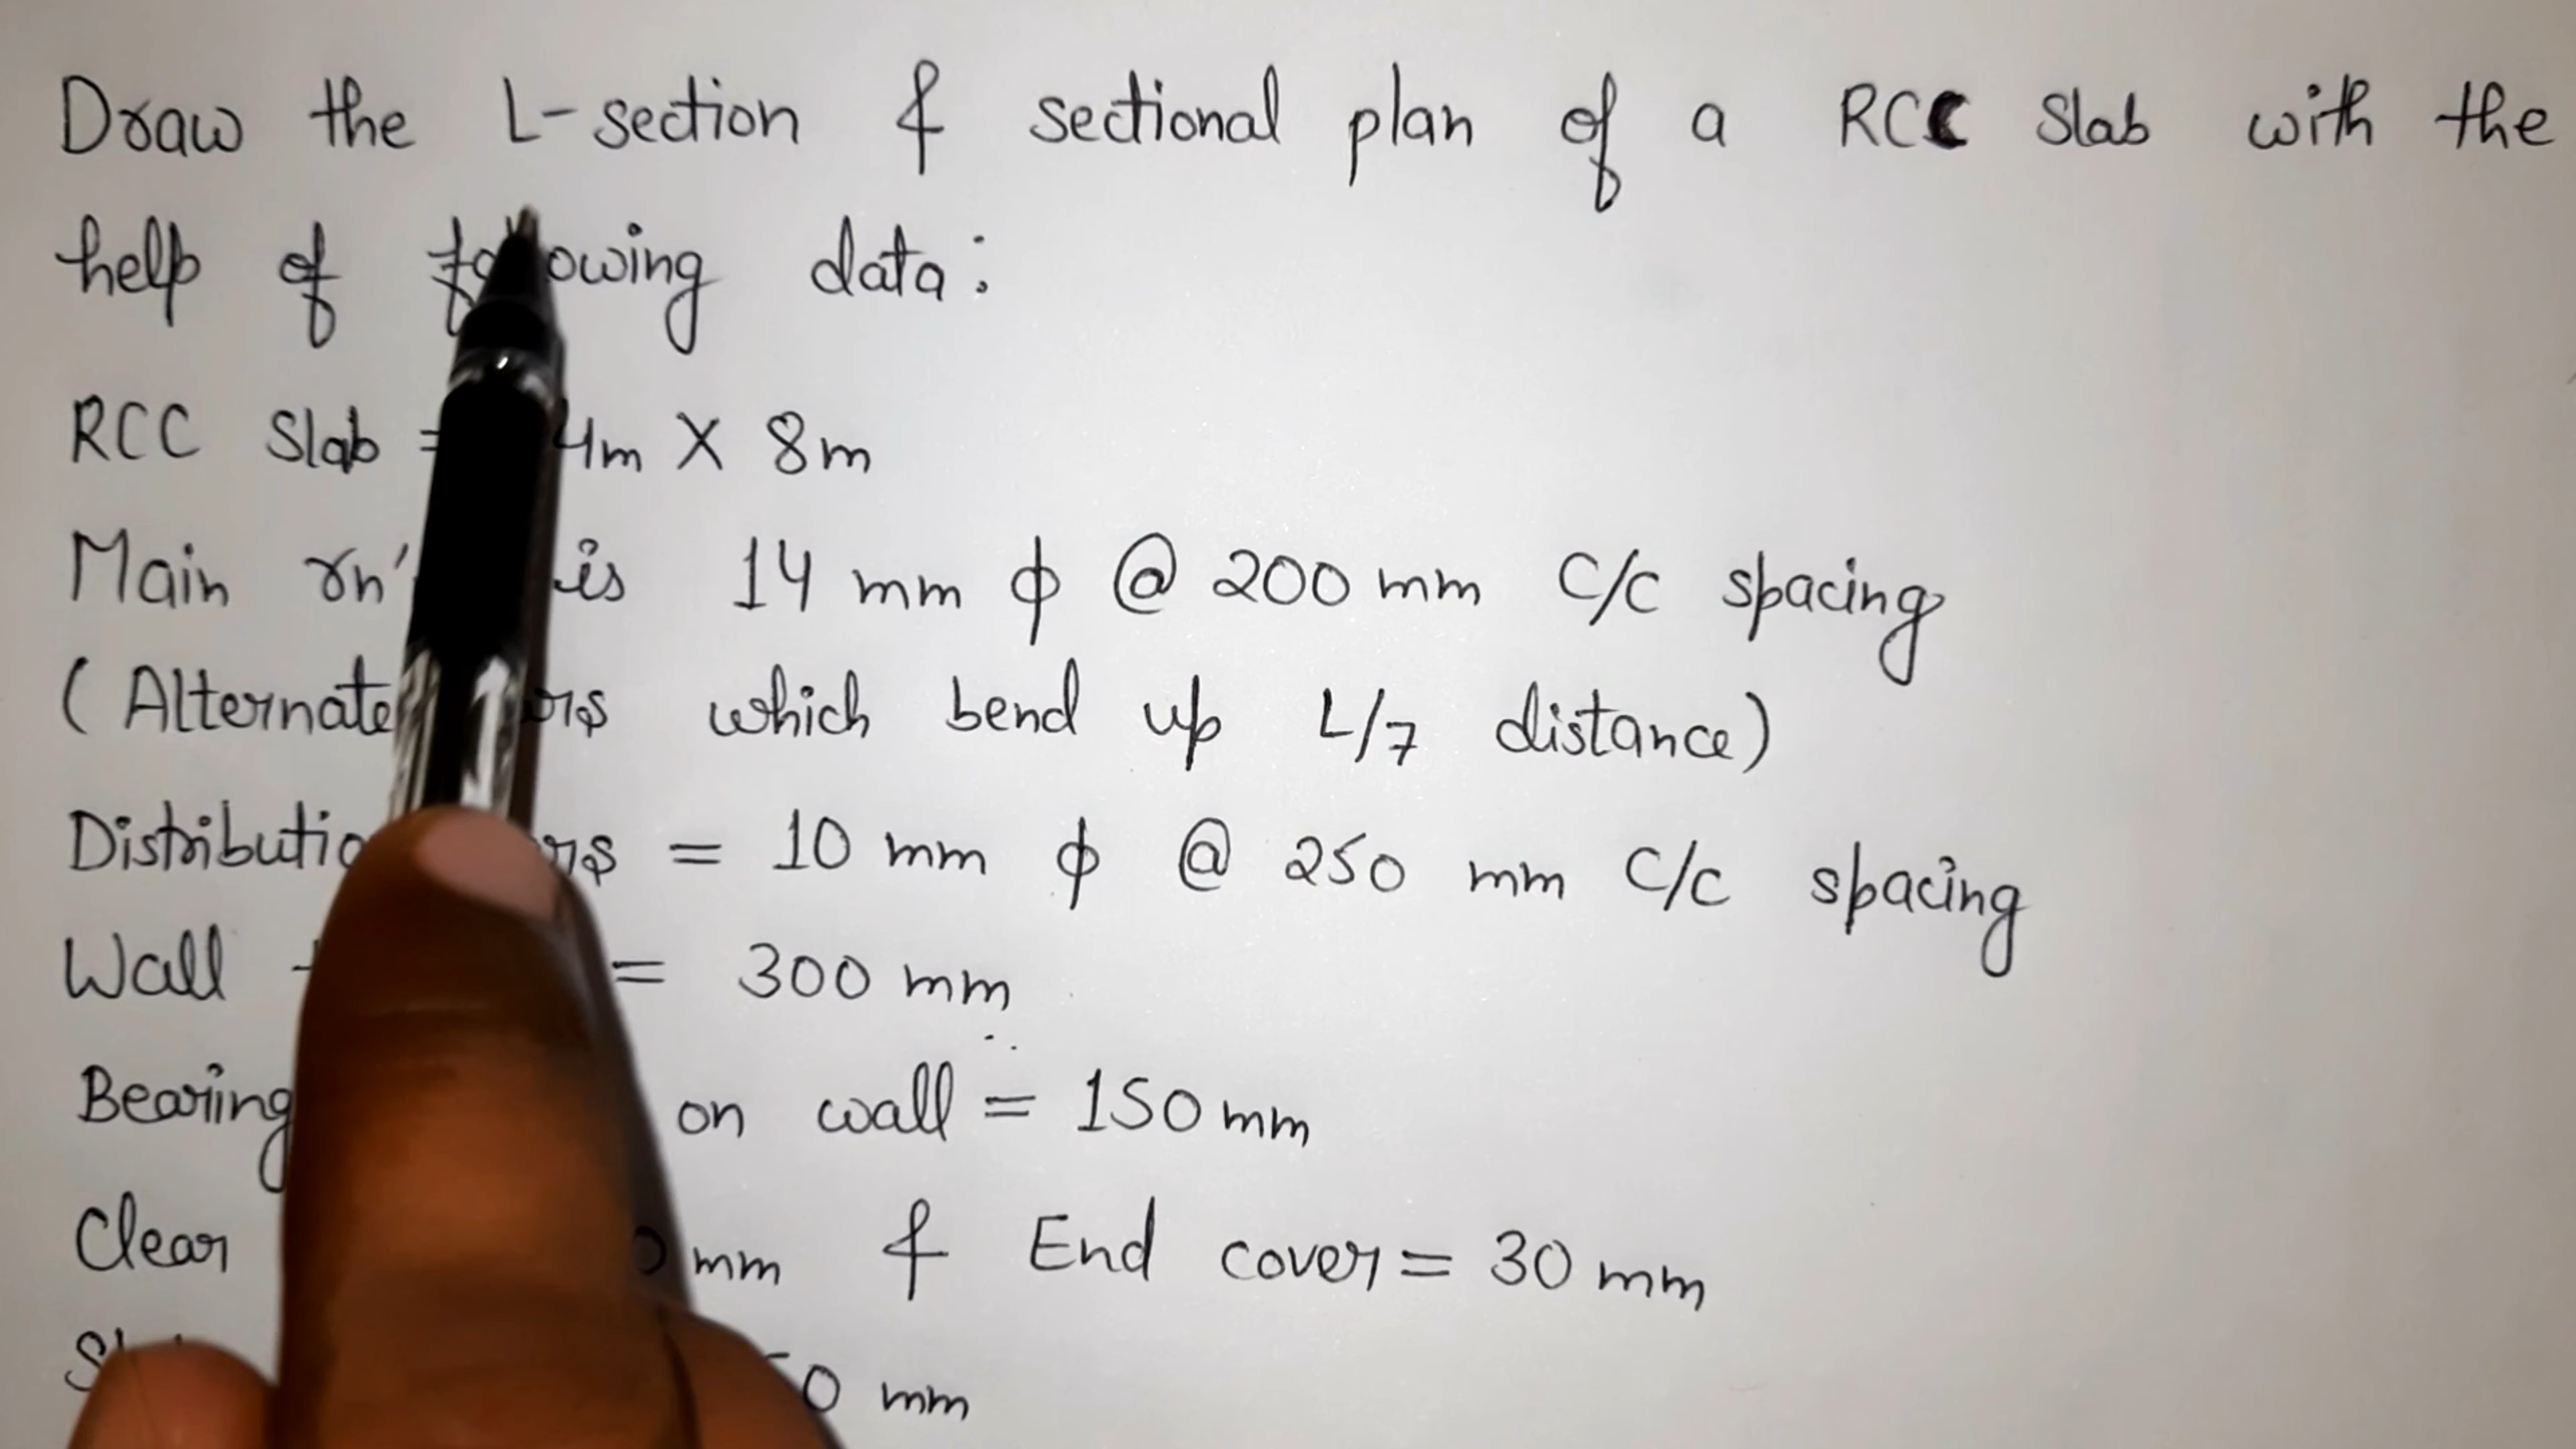 Draw the L-section & sectional plan of a RCC Slab with the
help of data:
RCC Slab = 4m X 8m
Main is 14 mm ϕ @ 200 mm C/C spacing
(Alternate which bend up L/7 distance)
= 10 mm ϕ @ 250 mm C/C spacing
Wall = 300 mm
Bearing on wall = 150 mm
Clear mm & End cover = 30 mm
mm